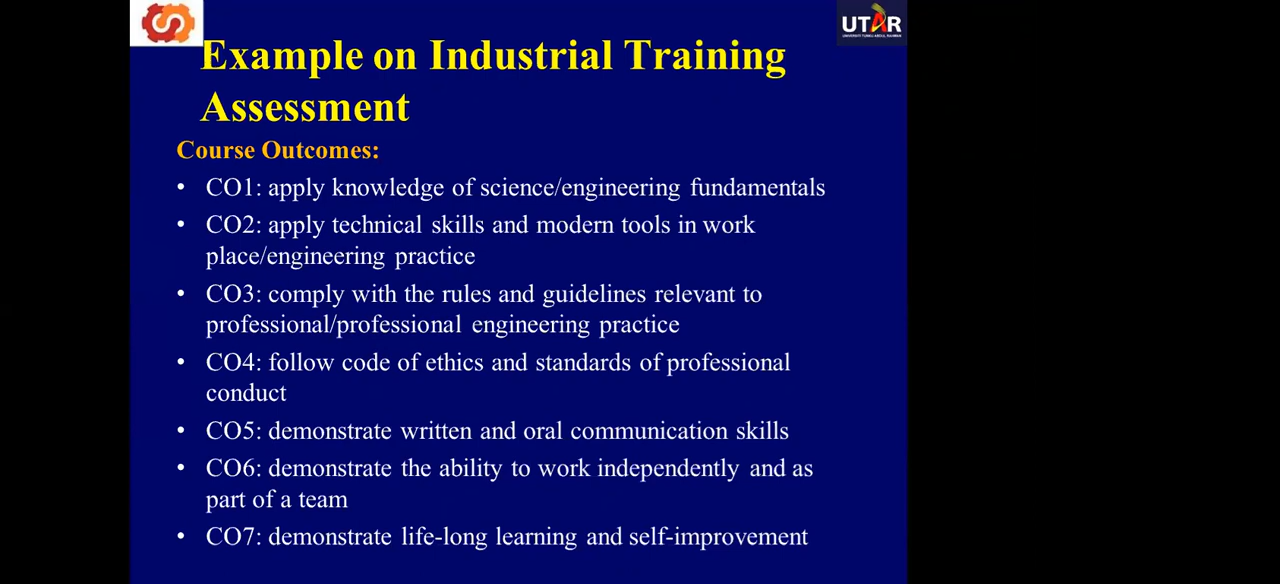 UTAR
UNIVERSITI TUNKU ABDUL RAHMAN
Example on Industrial Training
Assessment
Course Outcomes:
• CO1: apply knowledge of science/engineering fundamentals
• CO2: apply technical skills and modern tools in work
place/engineering practice
• CO3: comply with the rules and guidelines relevant to
professional/professional engineering practice
• CO4: follow code of ethics and standards of professional
conduct
• CO5: demonstrate written and oral communication skills
• CO6: demonstrate the ability to work independently and as
part of a team
• CO7: demonstrate life-long learning and self-improvement